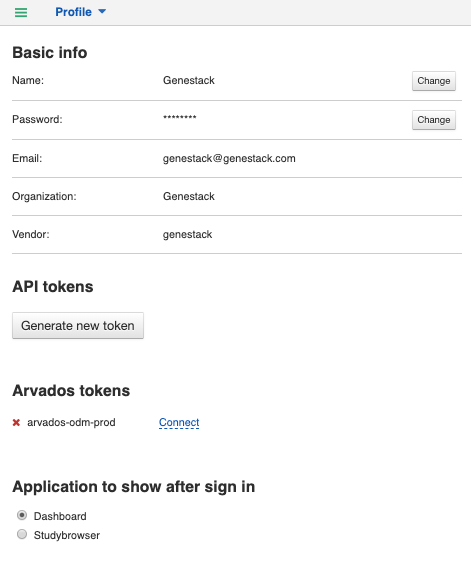 Profile
Basic info
Name: Genestack Change
Password: ******** Change
Email: genestack@genestack.com
Organization: Genestack
Vendor: genestack
API tokens
Generate new token
Arvados tokens
arvados-odm-prod Connect
Application to show after sign in
Dashboard
Studybrowser